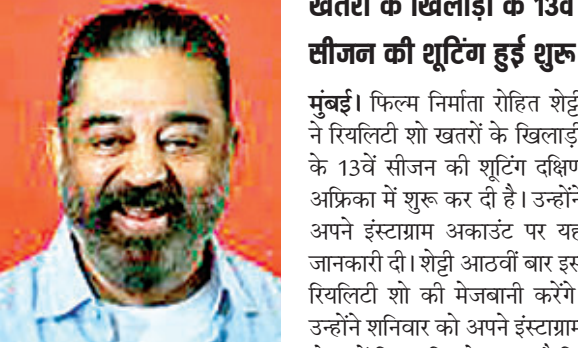 खतरों के खिलाड़ी के 13वें
सीजन की शूटिंग हुई शुरू
मुंबई। फिल्म निर्माता रोहित शेट्टी
ने रियलिटी शो खतरों के खिलाड़ी
के 13वें सीजन की शूटिंग दक्षिण
अफ्रिका में शुरू कर दी है। उन्होंने
अपने इंस्टाग्राम अकाउंट पर यह
जानकारी दी। शेट्टी आठवीं बार इस
रियलिटी शो की मेजबानी करेंगे
उन्होंने शनिवार को अपने इंस्टाग्राम